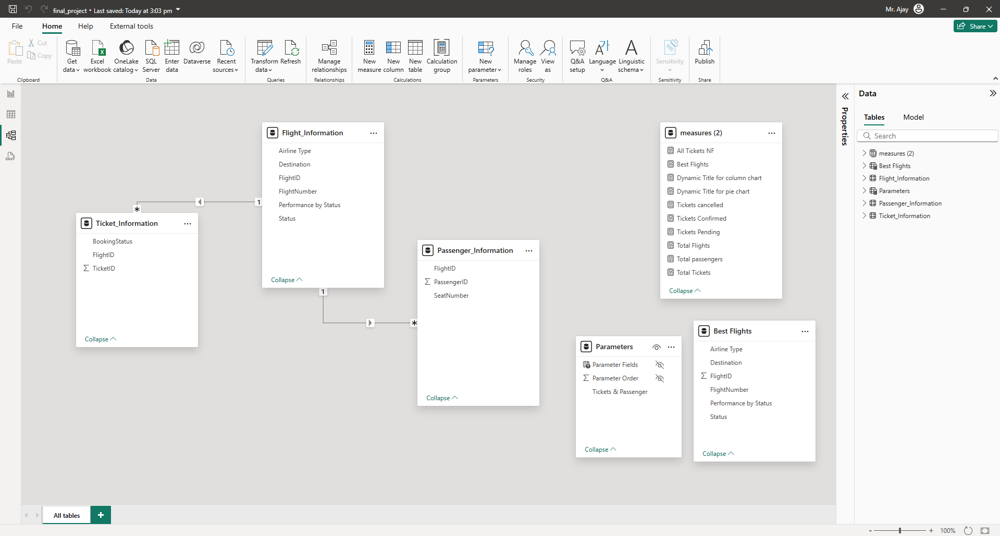 final_project • Last saved: Today at 3:03 pm
Mr. Ajay
File
Home
Help
External tools
Share
Paste
Cut
Copy
Clipboard
Get data
Excel workbook
OneLake catalog
SQL Server
Enter data
Dataverse
Recent sources
Data
Transform data
Refresh
Queries
Manage relationships
Relationships
New measure
New column
New table
Calculation group
Calculations
New parameter
Parameters
Manage roles
View as
Security
Q&A setup
Language
Linguistic schema
Q&A
Sensitivity
Sensitivity
Publish
Share
DAX
Flight_Information
Airline Type
Destination
FlightID
FlightNumber
Performance by Status
Status
Collapse
1
*
1
*
Ticket_Information
BookingStatus
FlightID
TicketID
Collapse
Passenger_Information
FlightID
PassengerID
SeatNumber
Collapse
measures (2)
All Tickets NF
Best Flights
Dynamic Title for column chart
Dynamic Title for pie chart
Tickets cancelled
Tickets Confirmed
Tickets Pending
Total Flights
Total passengers
Total Tickets
Collapse
Parameters
Parameter Fields
Parameter Order
Tickets & Passenger
Collapse
Best Flights
Airline Type
Destination
FlightID
FlightNumber
Performance by Status
Status
Collapse
Properties
Data
Tables
Model
Search
measures (2)
Best Flights
Flight_Information
Parameters
Passenger_Information
Ticket_Information
All tables
+
- + 100%